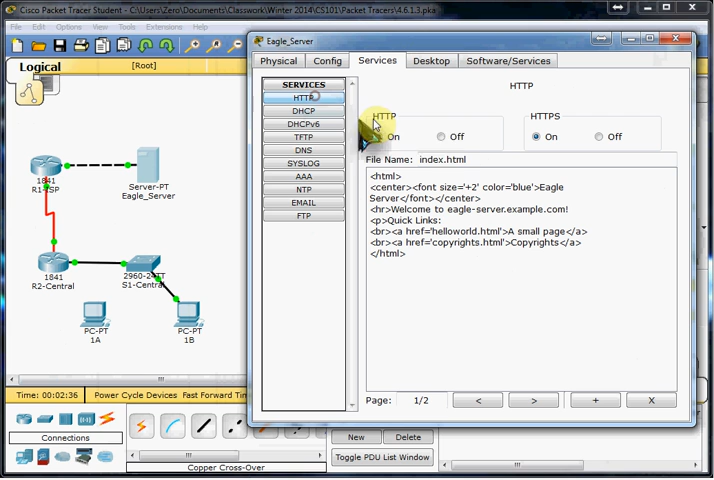 Cisco Packet Tracer Student - C:\Users\Zero\Documents\Classwork\Winter 2014\CS101\PacketTracers\4.6.1.3.pka
File Edit Options View Tools Extensions Help
Logical
[Root]
1841
R1-ISP
Server-PT
Eagle_Server
1841
R2-Central
2960-24TT
S1-Central
PC-PT
1A
PC-PT
1B
Time: 00:02:36
Power Cycle Devices Fast Forward Time
Connections
Copper Cross-Over
New
Delete
Toggle PDU List Window
Eagle_Server
Physical
Config
Services
Desktop
Software/Services
SERVICES
HTTP
DHCP
DHCPv6
TFTP
DNS
SYSLOG
AAA
NTP
EMAIL
FTP
HTTP
HTTP
On
Off
HTTPS
On
Off
File Name: index.html
<html>
<center><font size='+2' color='blue'>Eagle
Server</font></center>
<hr>Welcome to eagle-server.example.com!
<p>Quick Links:
<br><a href='helloworld.html'>A small page</a>
<br><a href='copyrights.html'>Copyrights</a>
</html>
Page: 1/2
<
>
+
X